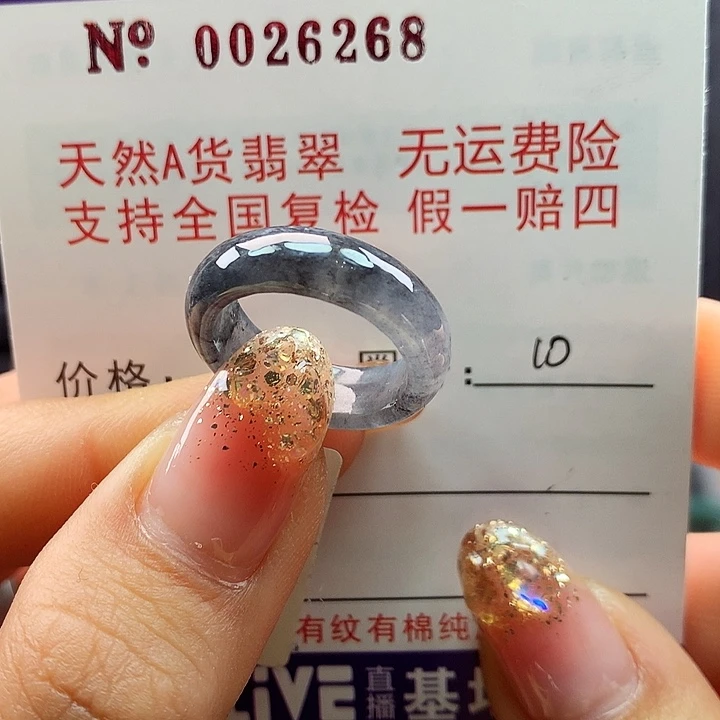 Nº 0026268
天然A货翡翠 无运费险
支持全国复检 假一赔四
价格: : 10
有纹有棉纯
LiVE 直播 基